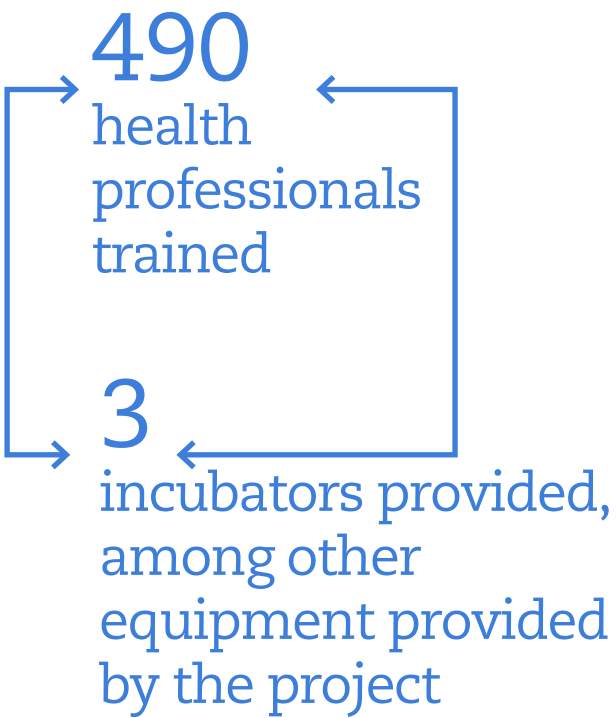 490
health
professionals
trained
3
incubators provided,
among other
equipment provided
by the project